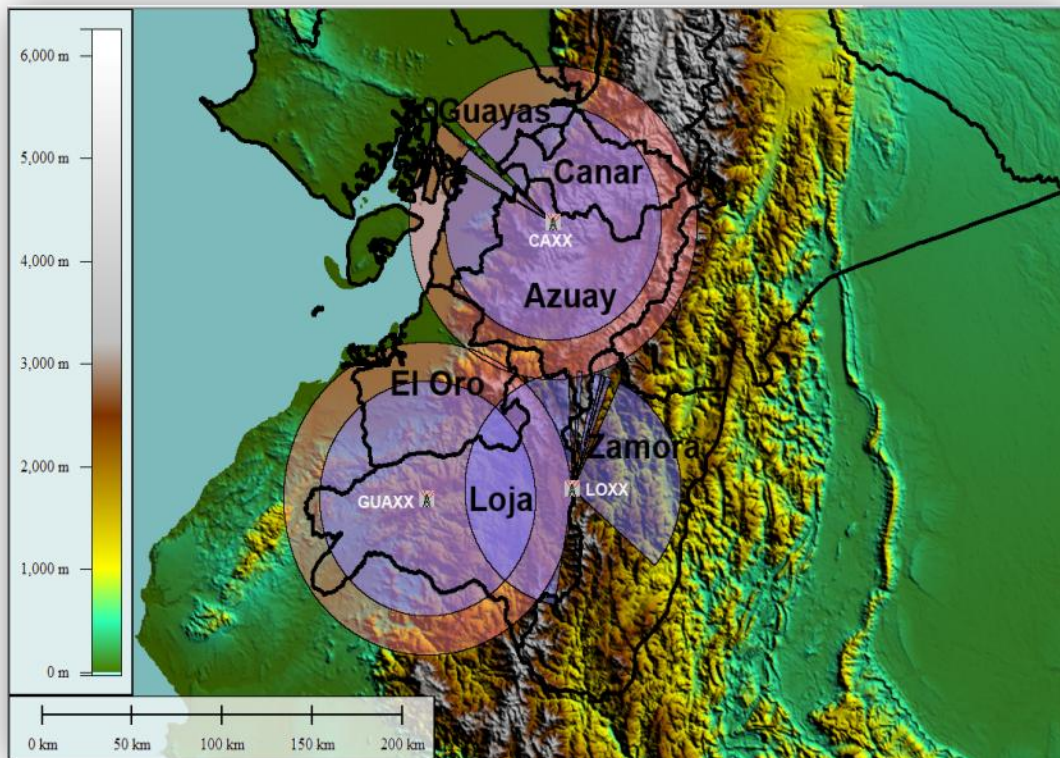 6,000 m
5,000 m
4,000 m
3,000 m
2,000 m
1,000 m
0 m
Guayas
Canar
CAXX
Azuay
El Oro
Zamora
GUAXX
Loja
LOXX
0 km
50 km
100 km
150 km
200 km